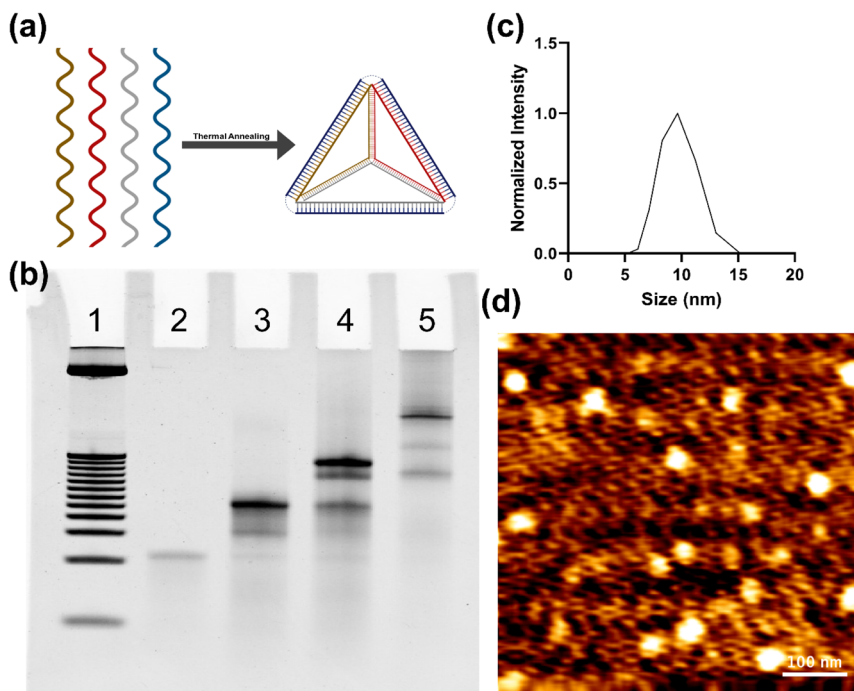 (a)
Thermal Annealing
(b)
1 2 3 4 5
(c)
1.5
1.0
0.5
0.0
Normalized Intensity
0 5 10 15 20
Size (nm)
(d)
100 nm